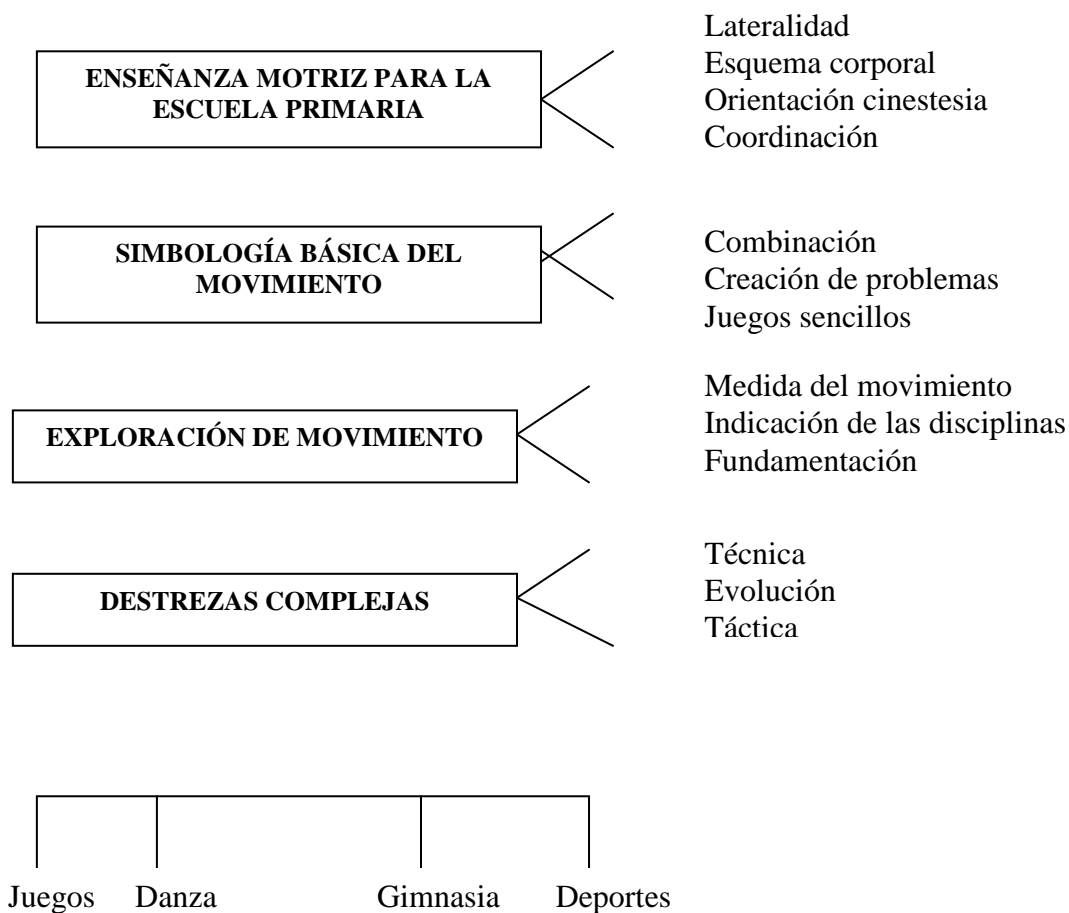 ENSEÑANZA MOTRIZ PARA LA
ESCUELA PRIMARIA
Lateralidad
Esquema corporal
Orientación cinestesia
Coordinación
SIMBOLOGÍA BÁSICA DEL
MOVIMIENTO
Combinación
Creación de problemas
Juegos sencillos
EXPLORACIÓN DE MOVIMIENTO
Medida del movimiento
Indicación de las disciplinas
Fundamentación
DESTREZAS COMPLEJAS
Técnica
Evolución
Táctica
Juegos Danza Gimnasia Deportes